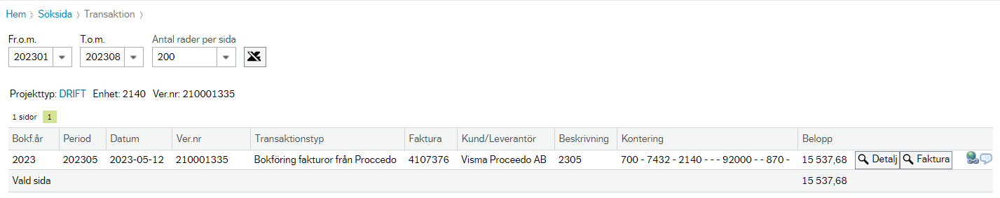 Hem Söksida Transaktion
Fr.o.m. T.o.m. Antal rader per sida
202301 202308 200
Projekttyp: DRIFT Enhet: 2140 Ver.nr: 210001335
1 sidor 1
Bokf.år Period Datum Ver.nr Transaktionstyp Faktura Kund/Leverantör Beskrivning Kontering Belopp
2023 202305 2023-05-12 210001335 Bokföring fakturor från Proccedo 4107376 Visma Proceedo AB 2305 700 - 7432 - 2140 - - - 92000 - - 870 - 15 537,68 Detalj Faktura
Vald sida 15 537,68